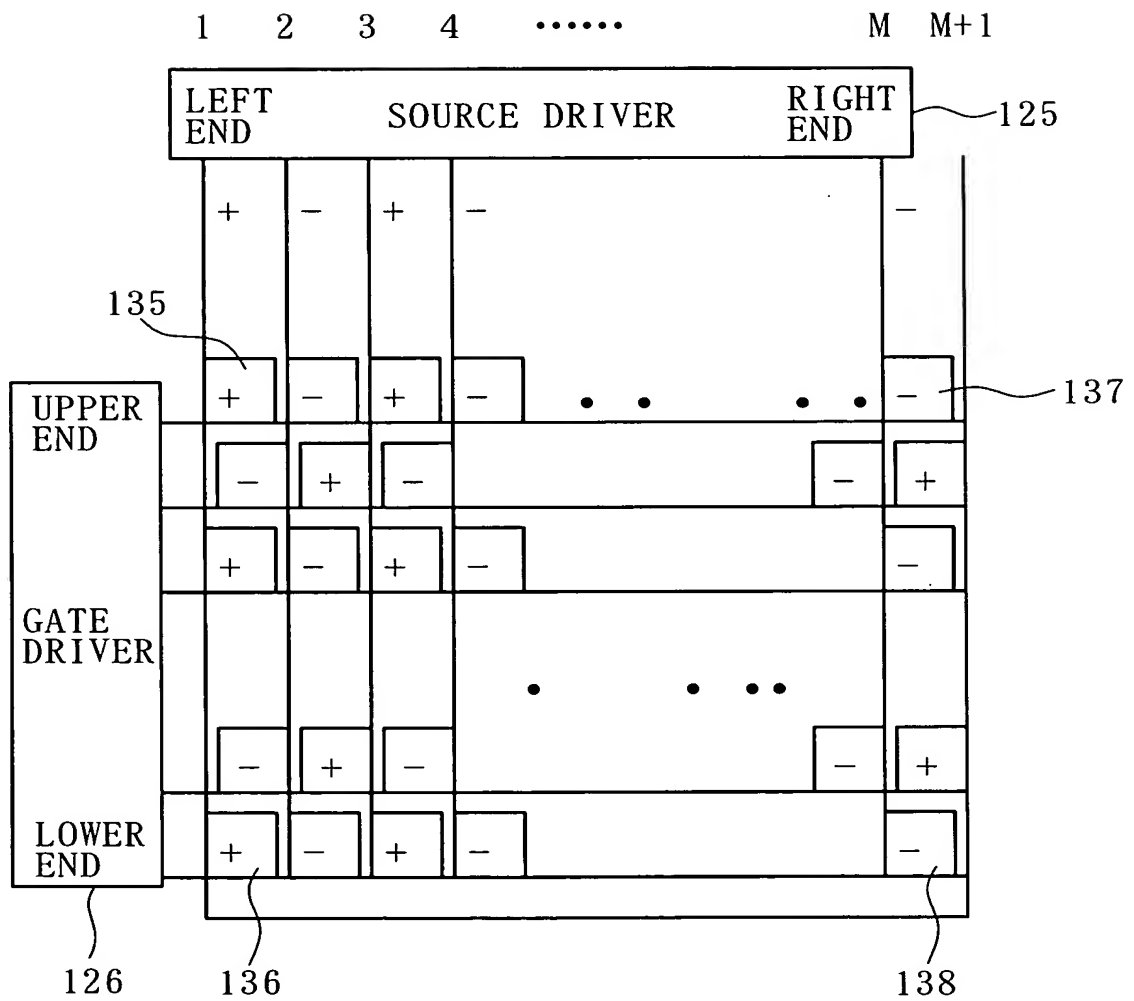 1 2 3 4 ...... M M+1
LEFT END
SOURCE DRIVER
RIGHT END
125
+ − + − −
135
+ − + − −
137
UPPER END
− + − − +
+ − + − −
GATE DRIVER
− + − − +
LOWER END
+ − + − −
126
136
138